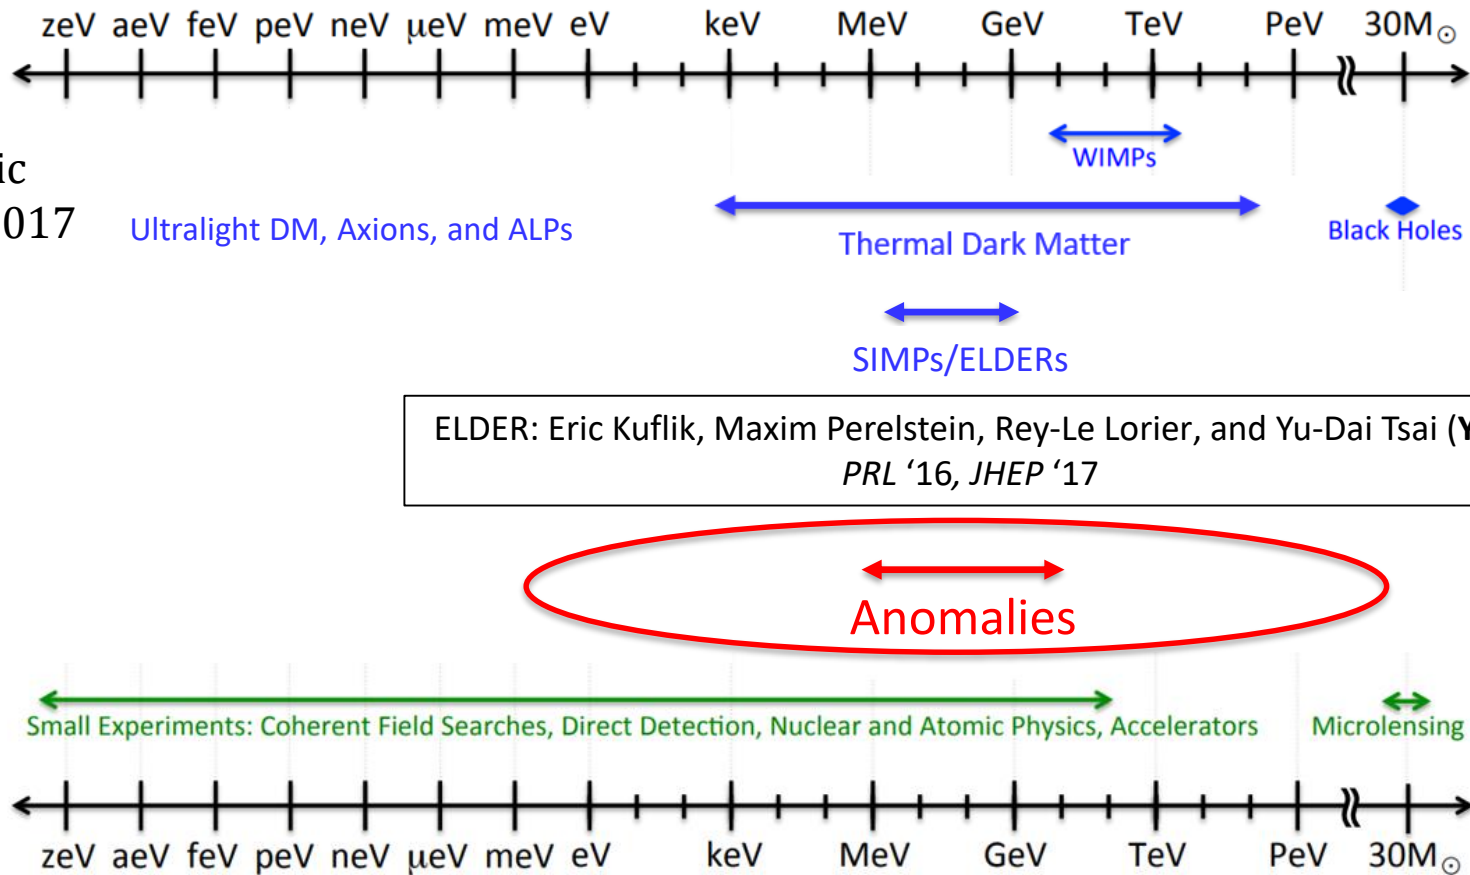 zeV aeV feV peV neV μeV meV eV keV MeV GeV TeV PeV 30M☉
WIMPs
ic
017
Ultralight DM, Axions, and ALPs
Thermal Dark Matter
Black Holes
SIMPs/ELDERs
ELDER: Eric Kuflik, Maxim Perelstein, Rey-Le Lorier, and Yu-Dai Tsai (Y
PRL ‘16, JHEP ‘17
Anomalies
Small Experiments: Coherent Field Searches, Direct Detection, Nuclear and Atomic Physics, Accelerators
Microlensing
zeV aeV feV peV neV μeV meV eV keV MeV GeV TeV PeV 30M☉